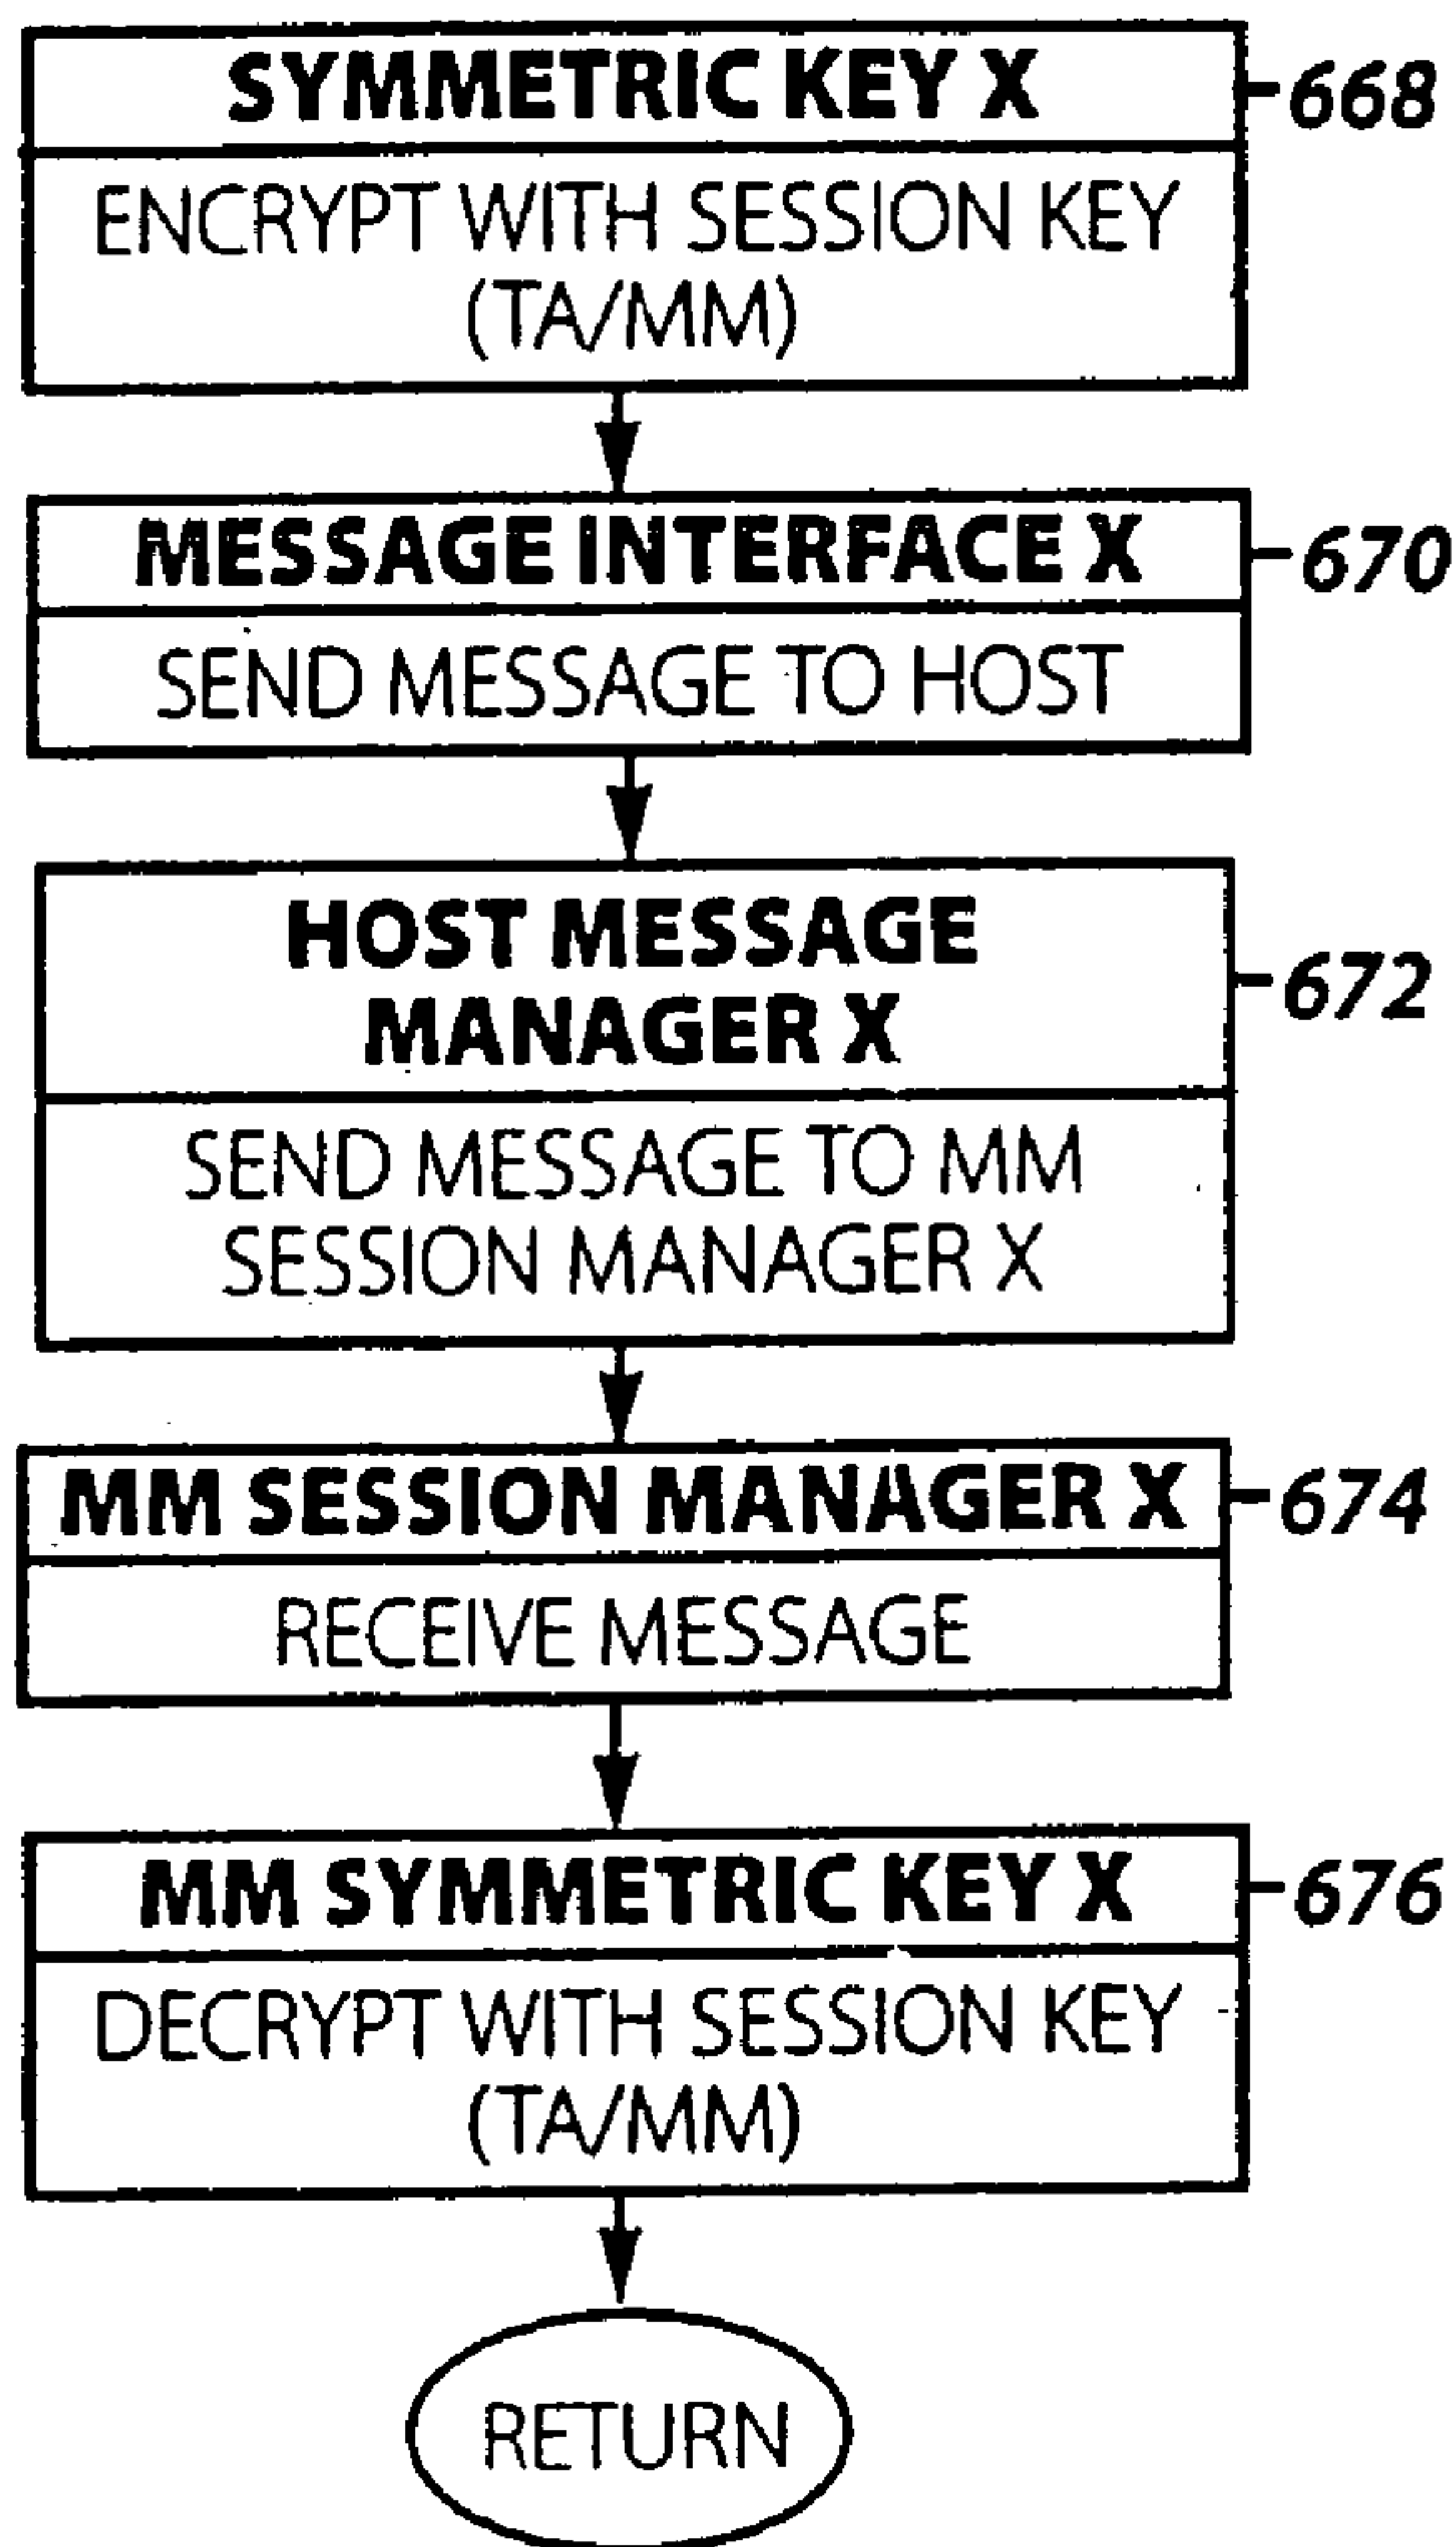 SYMMETRIC KEY X
668
ENCRYPT WITH SESSION KEY
(TA/MM)
MESSAGE INTERFACE X
670
SEND MESSAGE TO HOST
HOST MESSAGE
MANAGER X
672
SEND MESSAGE TO MM
SESSION MANAGER X
MM SESSION MANAGER X
674
RECEIVE MESSAGE
MM SYMMETRIC KEY X
676
DECRYPT WITH SESSION KEY
(TA/MM)
RETURN